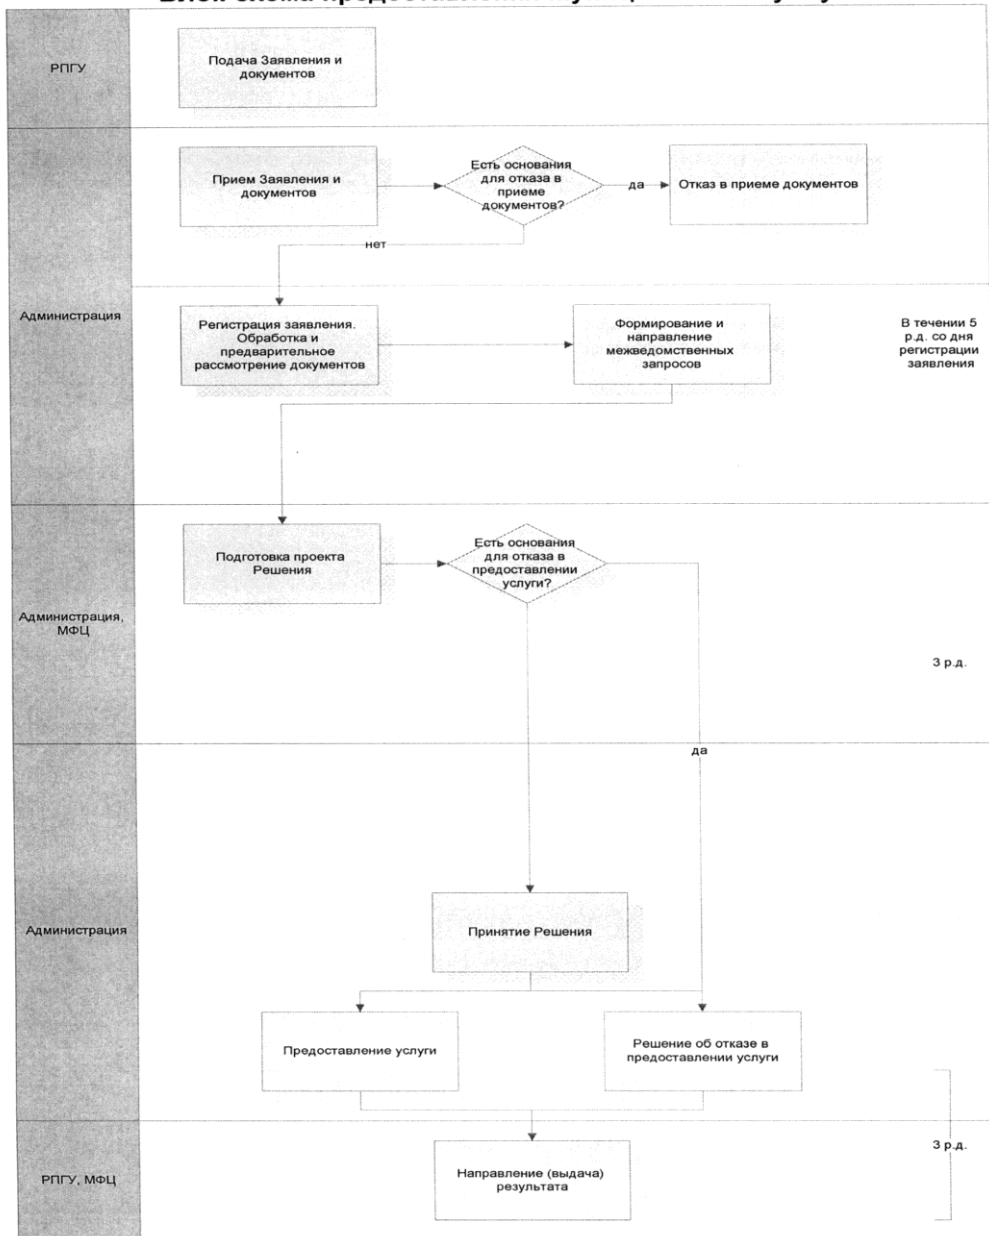 РПГУ
Подача Заявления и
документов
Прием Заявления и
документов
Есть основания
для отказа в
приеме
документов?
да
Отказ в приеме документов
нет
Администрация
Регистрация заявления.
Обработка и
предварительное
рассмотрение документов
Формирование и
направление
межведомственных
запросов
В течении 5
р.д. со дня
регистрации
заявления
Подготовка проекта
Решения
Есть основания
для отказа в
предоставлении
услуги?
Администрация,
МФЦ
3 р.д.
да
Администрация
Принятие Решения
Предоставление услуги
Решение об отказе в
предоставлении услуги
РПГУ, МФЦ
Направление (выдача)
результата
3 р.д.